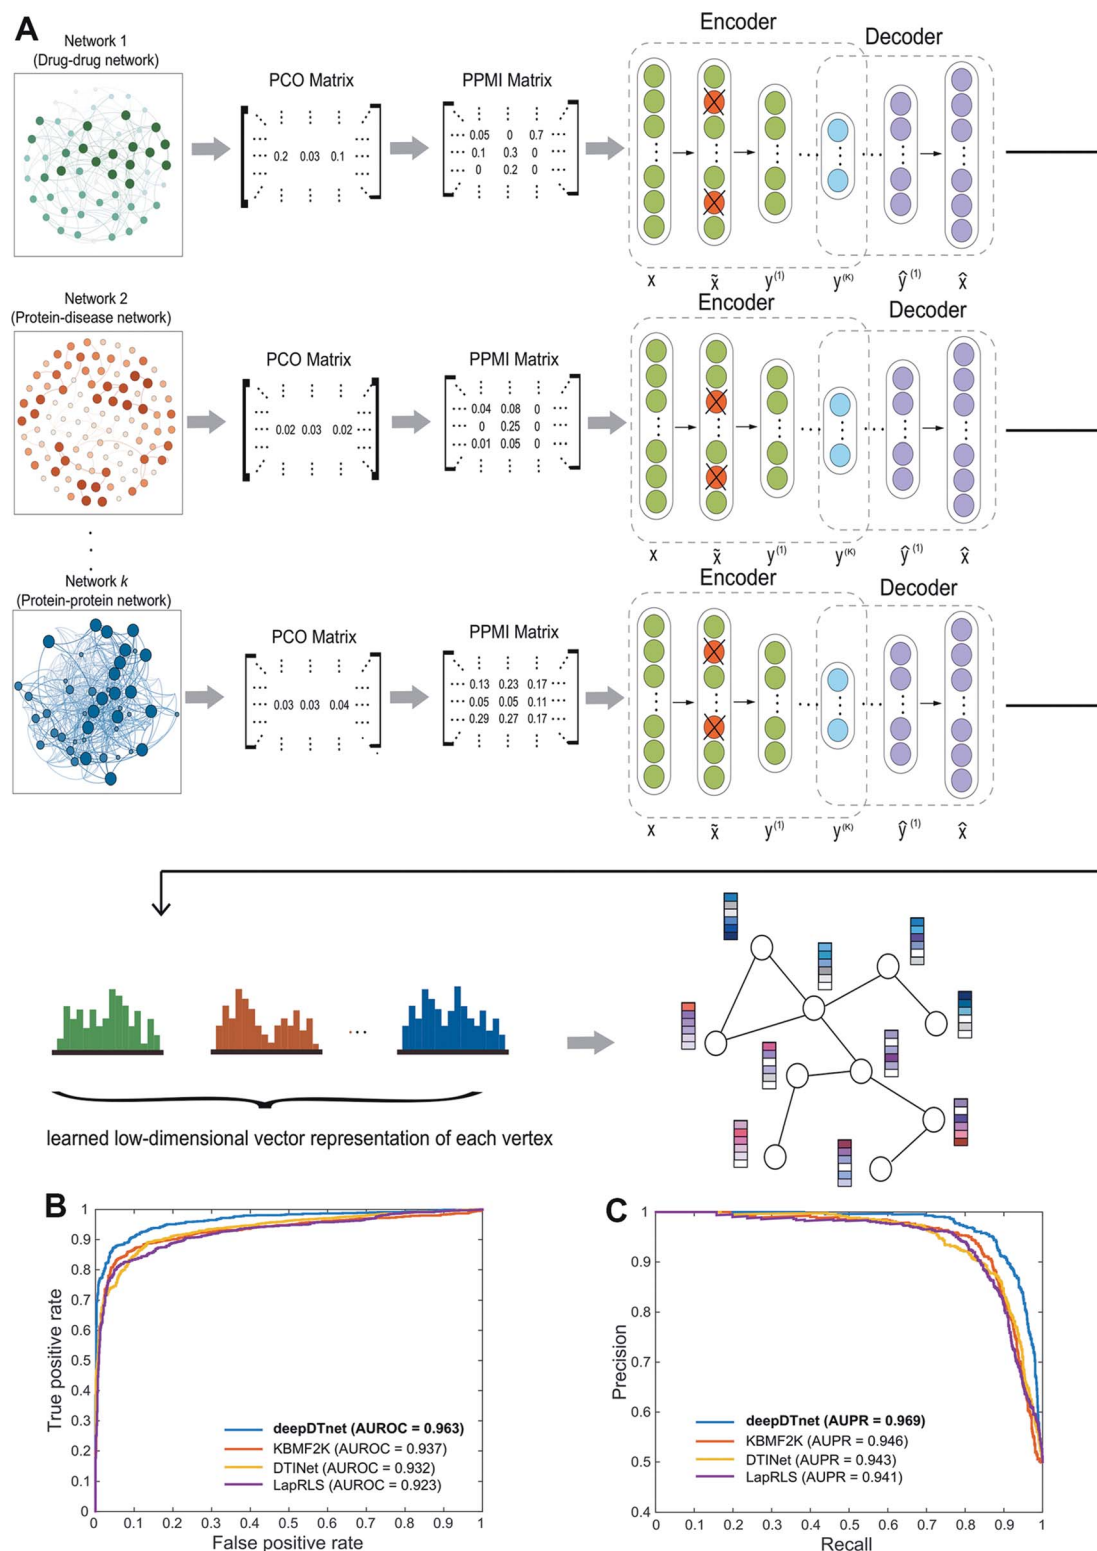 A
Network 1
(Drug-drug network)
PCO Matrix
PPMI Matrix
Encoder
Decoder
0.05 0 0.7
0.2 0.03 0.1
0.1 0.3 0
0 0.2 0
x x̃ y⁽¹⁾ y⁽ᴷ⁾ ŷ⁽¹⁾ x̂
Network 2
(Protein-disease network)
PCO Matrix
PPMI Matrix
Encoder
Decoder
0.04 0.08 0
0.02 0.03 0.02
0 0.25 0
0.01 0.05 0
x x̃ y⁽¹⁾ y⁽ᴷ⁾ ŷ⁽¹⁾ x̂
Network k
(Protein-protein network)
PCO Matrix
PPMI Matrix
Encoder
Decoder
0.13 0.23 0.17
0.03 0.03 0.04
0.05 0.05 0.11
0.29 0.27 0.17
x x̃ y⁽¹⁾ y⁽ᴷ⁾ ŷ⁽¹⁾ x̂
learned low-dimensional vector representation of each vertex
B
True positive rate
1
0.9
0.8
0.7
0.6
0.5
0.4
0.3
0.2
0.1
0
deepDTnet (AUROC = 0.963)
KBMF2K (AUROC = 0.937)
DTINet (AUROC = 0.932)
LapRLS (AUROC = 0.923)
0 0.1 0.2 0.3 0.4 0.5 0.6 0.7 0.8 0.9 1
False positive rate
C
Precision
1
0.9
0.8
0.7
0.6
0.5
0.4
deepDTnet (AUPR = 0.969)
KBMF2K (AUPR = 0.946)
DTINet (AUPR = 0.943)
LapRLS (AUPR = 0.941)
0 0.1 0.2 0.3 0.4 0.5 0.6 0.7 0.8 0.9 1
Recall